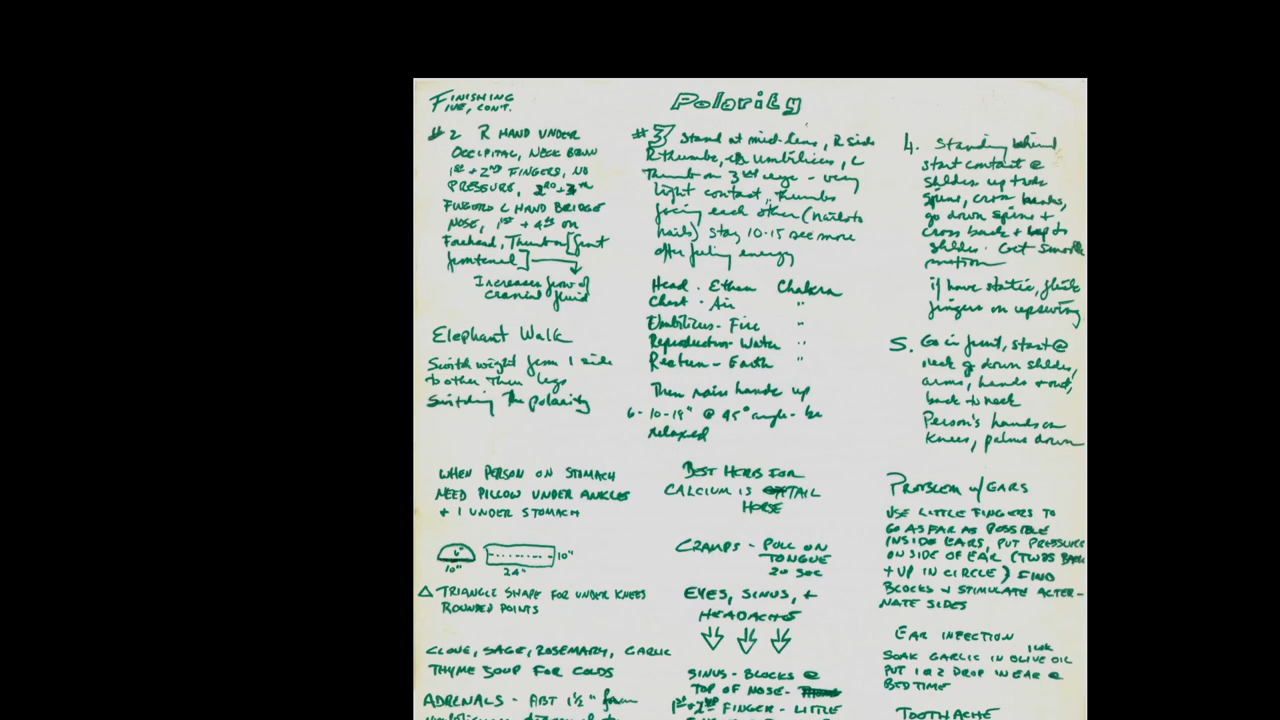 Polarity
FINISHING
FIVE, CONT.
#2 R HAND UNDER
OCCIPITAL, NECK BTWN
1ST + 2ND FINGERS, NO
PRESSURE, 2ND + 3RD
FINGERS L HAND BRIDGE
NOSE, 1ST + 4TH ON
Forehead, Thumb on [front
frontenel]
Increases flow of
cranial fluid
Elephant Walk
Switch weight from 1 side
to other Then legs
Switching The polarity
WHEN PERSON ON STOMACH
NEED PILLOW UNDER ANKLES
+ 1 UNDER STOMACH
6"
10"
10"
24"
△ TRIANGLE SHAPE FOR UNDER KNEES
ROUNDED POINTS
CLOVE, SAGE, ROSEMARY, GARLIC
THYME SOUP FOR COLDS
ADRENALS - ABT 1½" from
#3 Stand at mid-line, R side
R thumb, umbilicus, L
Thumb on 3rd eye - very
light contact, Thumbs
facing each other (nails to
nails) stay 10-15 sec more
after feeling energy
Head - Ether Chakra
Chest - Air "
Umbilicus - Fire "
Reproduction - Water "
Rectum - Earth "
Then raise hands up
6-10-14" @ 45° angle - be
relaxed
BEST HERB FOR
CALCIUM IS TAIL
HORSE
CRAMPS - PULL ON
TONGUE
20 SEC
EYES, SINUS, +
HEADACHES
SINUS - BLOCKS @
TOP OF NOSE -
1ST + 2ND FINGER - LITTLE
4. Standing behind
start contact @
shlders up two
spine, cross hands,
go down spine +
cross back + up to
shlder. Get smooth
motion
if have static, flick
fingers on upswing
5. Go in front, start @
neck go down shlders,
arms, hands + out,
back to neck
Person's hands on
knees, palms down
PROBLEM w/ EARS
USE LITTLE FINGERS TO
GO AS FAR AS POSSIBLE
INSIDE EARS, PUT PRESSURE
ON SIDE OF EAR (TWDS BACK
+ UP IN CIRCLE) FIND
BLOCKS + STIMULATE ALTER-
NATE SIDES
EAR INFECTION
SOAK GARLIC IN OLIVE OIL
PUT 1 OR 2 DROP IN EAR @
BEDTIME
TOOTHACHE